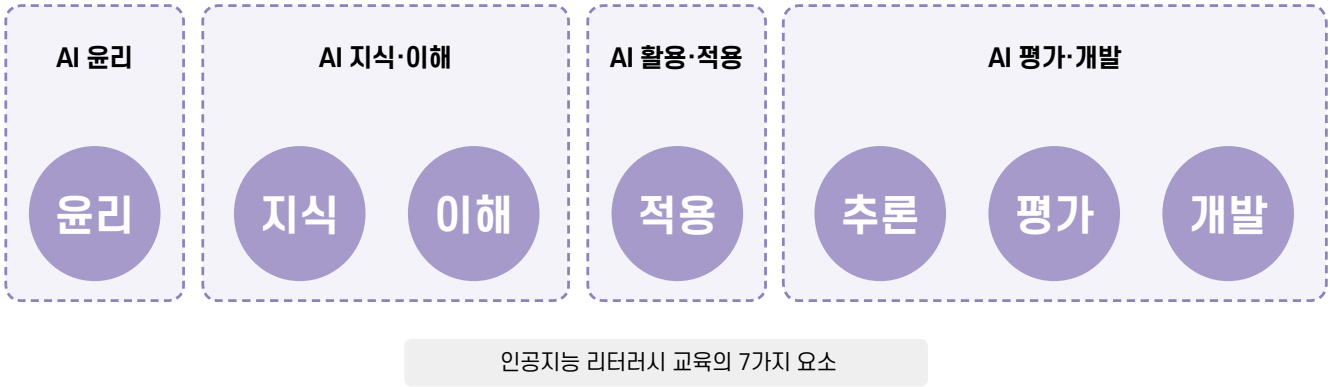 AI 윤리
AI 지식·이해
AI 활용·적용
AI 평가·개발
윤리
지식
이해
적용
추론
평가
개발
인공지능 리터러시 교육의 7가지 요소